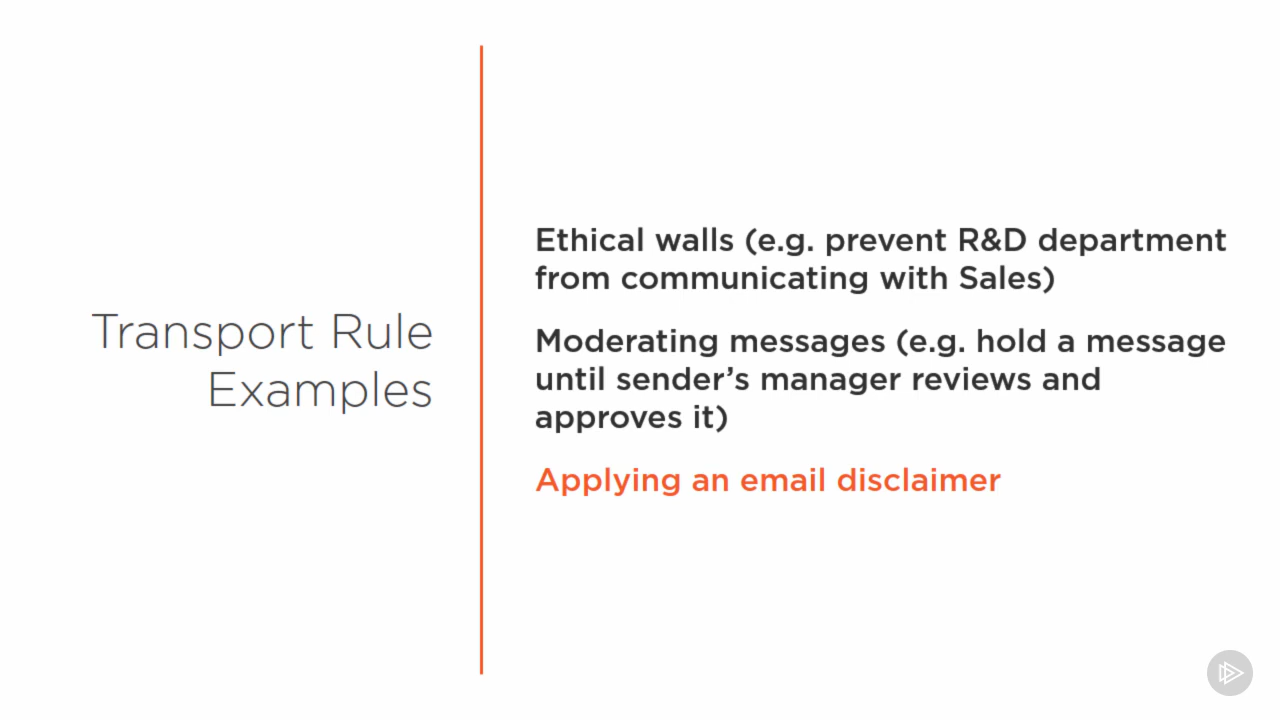 Transport Rule
Examples
Ethical walls (e.g. prevent R&D department
from communicating with Sales)
Moderating messages (e.g. hold a message
until sender’s manager reviews and
approves it)
Applying an email disclaimer